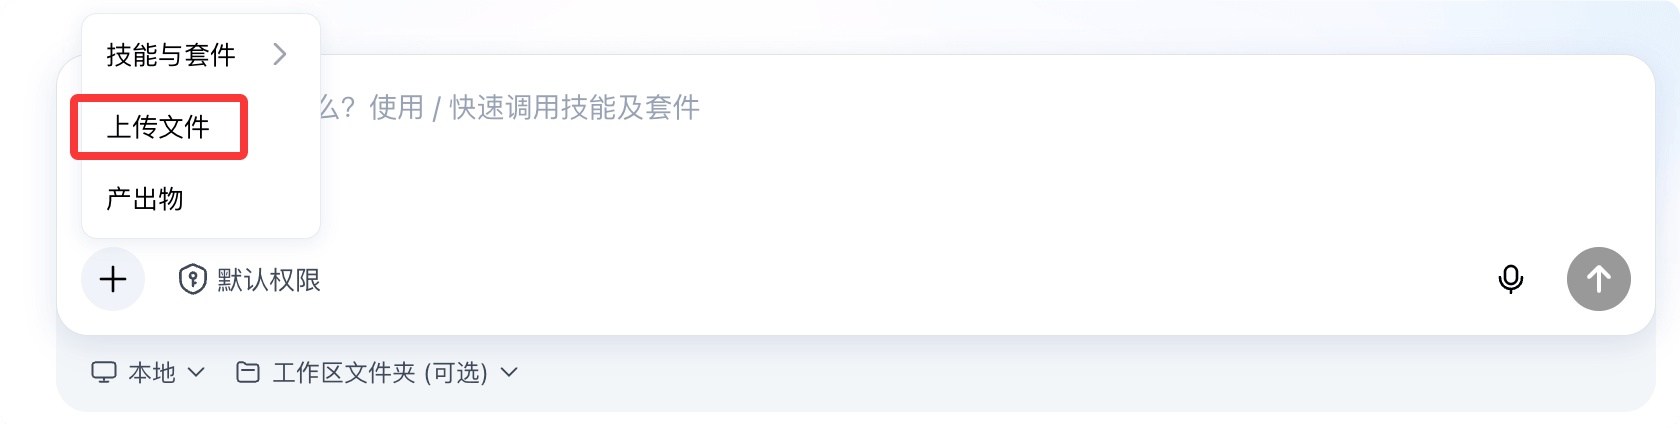 技能与套件
么？使用 / 快速调用技能及套件
上传文件
产出物
默认权限
本地
工作区文件夹 (可选)